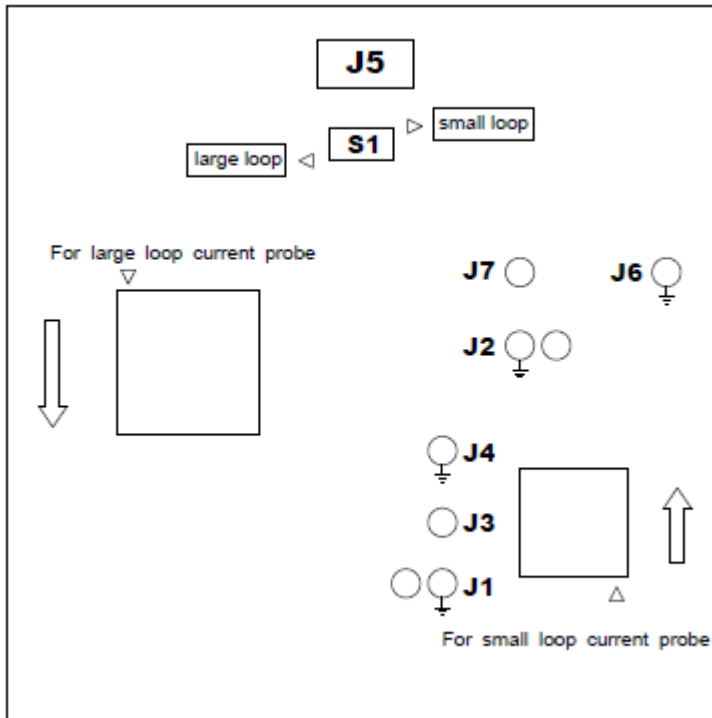 J5
small loop
S1
large loop
For large loop current probe
J7
J6
J2
J4
J3
J1
For small loop current probe